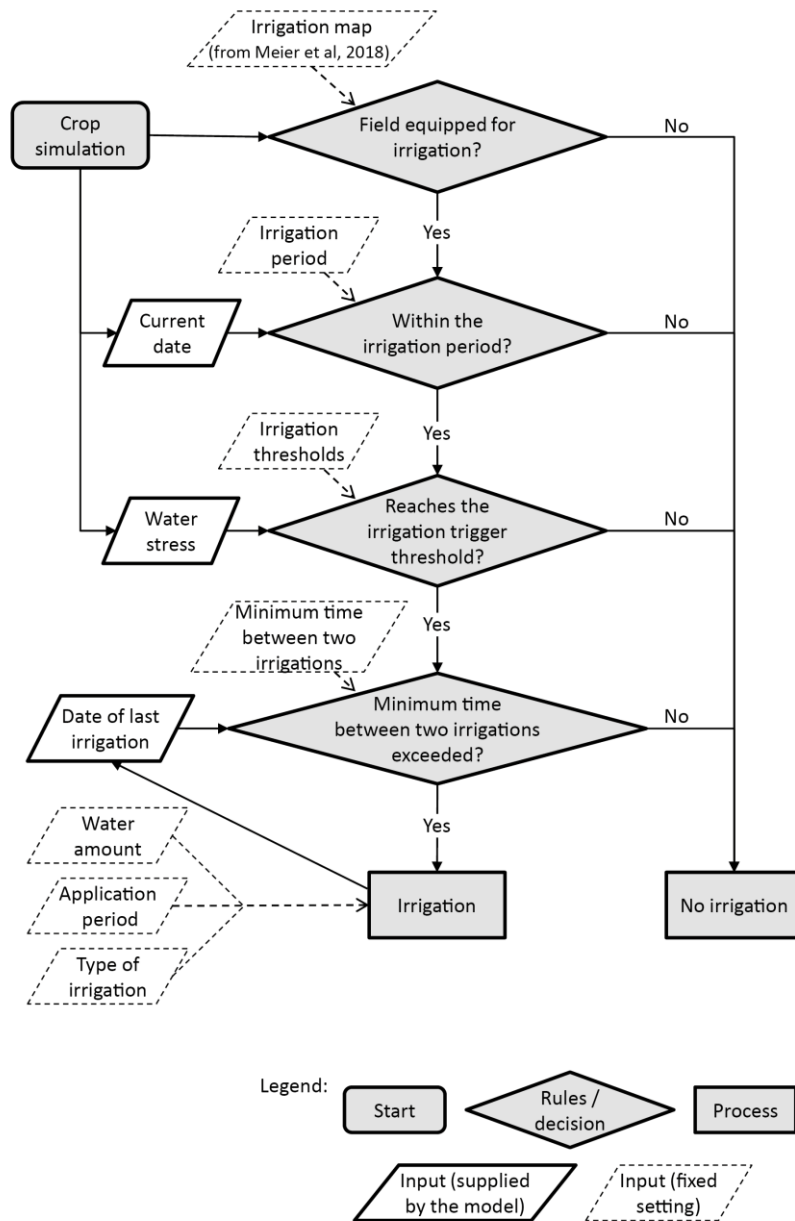 Irrigation map
(from Meier et al, 2018)
Crop
simulation
Field equipped for
irrigation?
No
Yes
Irrigation
period
Current
date
Within the
irrigation period?
No
Yes
Irrigation
thresholds
Water
stress
Reaches the
irrigation trigger
threshold?
No
Yes
Minimum time
between two
irrigations
Date of last
irrigation
Minimum time
between two irrigations
exceeded?
No
Yes
Water
amount
Application
period
Type of
irrigation
Irrigation
No irrigation
Legend:
Start
Rules /
decision
Process
Input (supplied
by the model)
Input (fixed
setting)